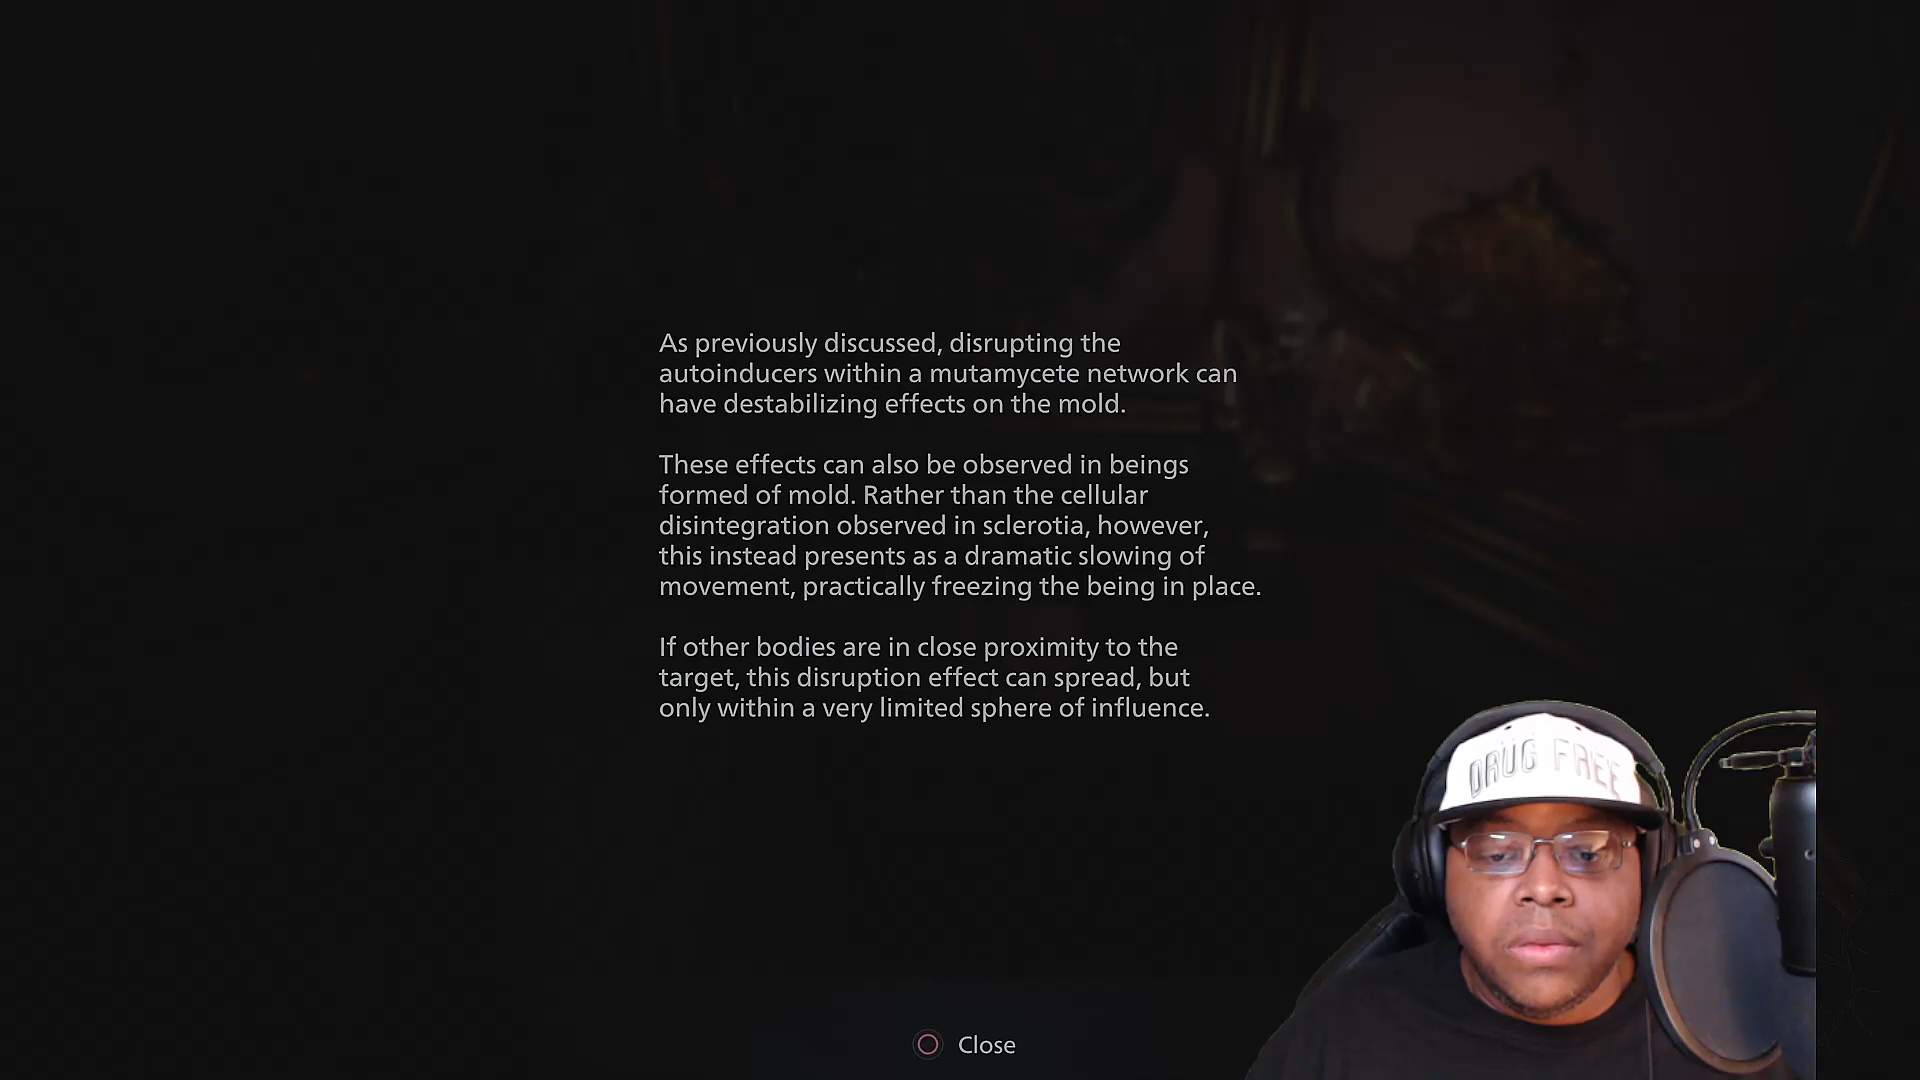 As previously discussed, disrupting the
autoinducers within a mutamycete network can
have destabilizing effects on the mold.
These effects can also be observed in beings
formed of mold. Rather than the cellular
disintegration observed in sclerotia, however,
this instead presents as a dramatic slowing of
movement, practically freezing the being in place.
If other bodies are in close proximity to the
target, this disruption effect can spread, but
only within a very limited sphere of influence.
DRUG FREE
Close